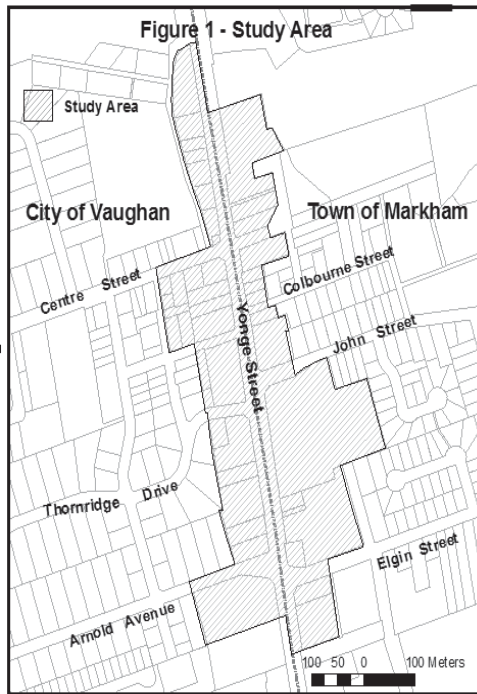 Figure 1 - Study Area
Study Area
City of Vaughan
Town of Markham
Centre Street
Colbourne Street
John Street
Yonge Street
Thornridge Drive
Elgin Street
Arnold Avenue
100 50 0 100 Meters